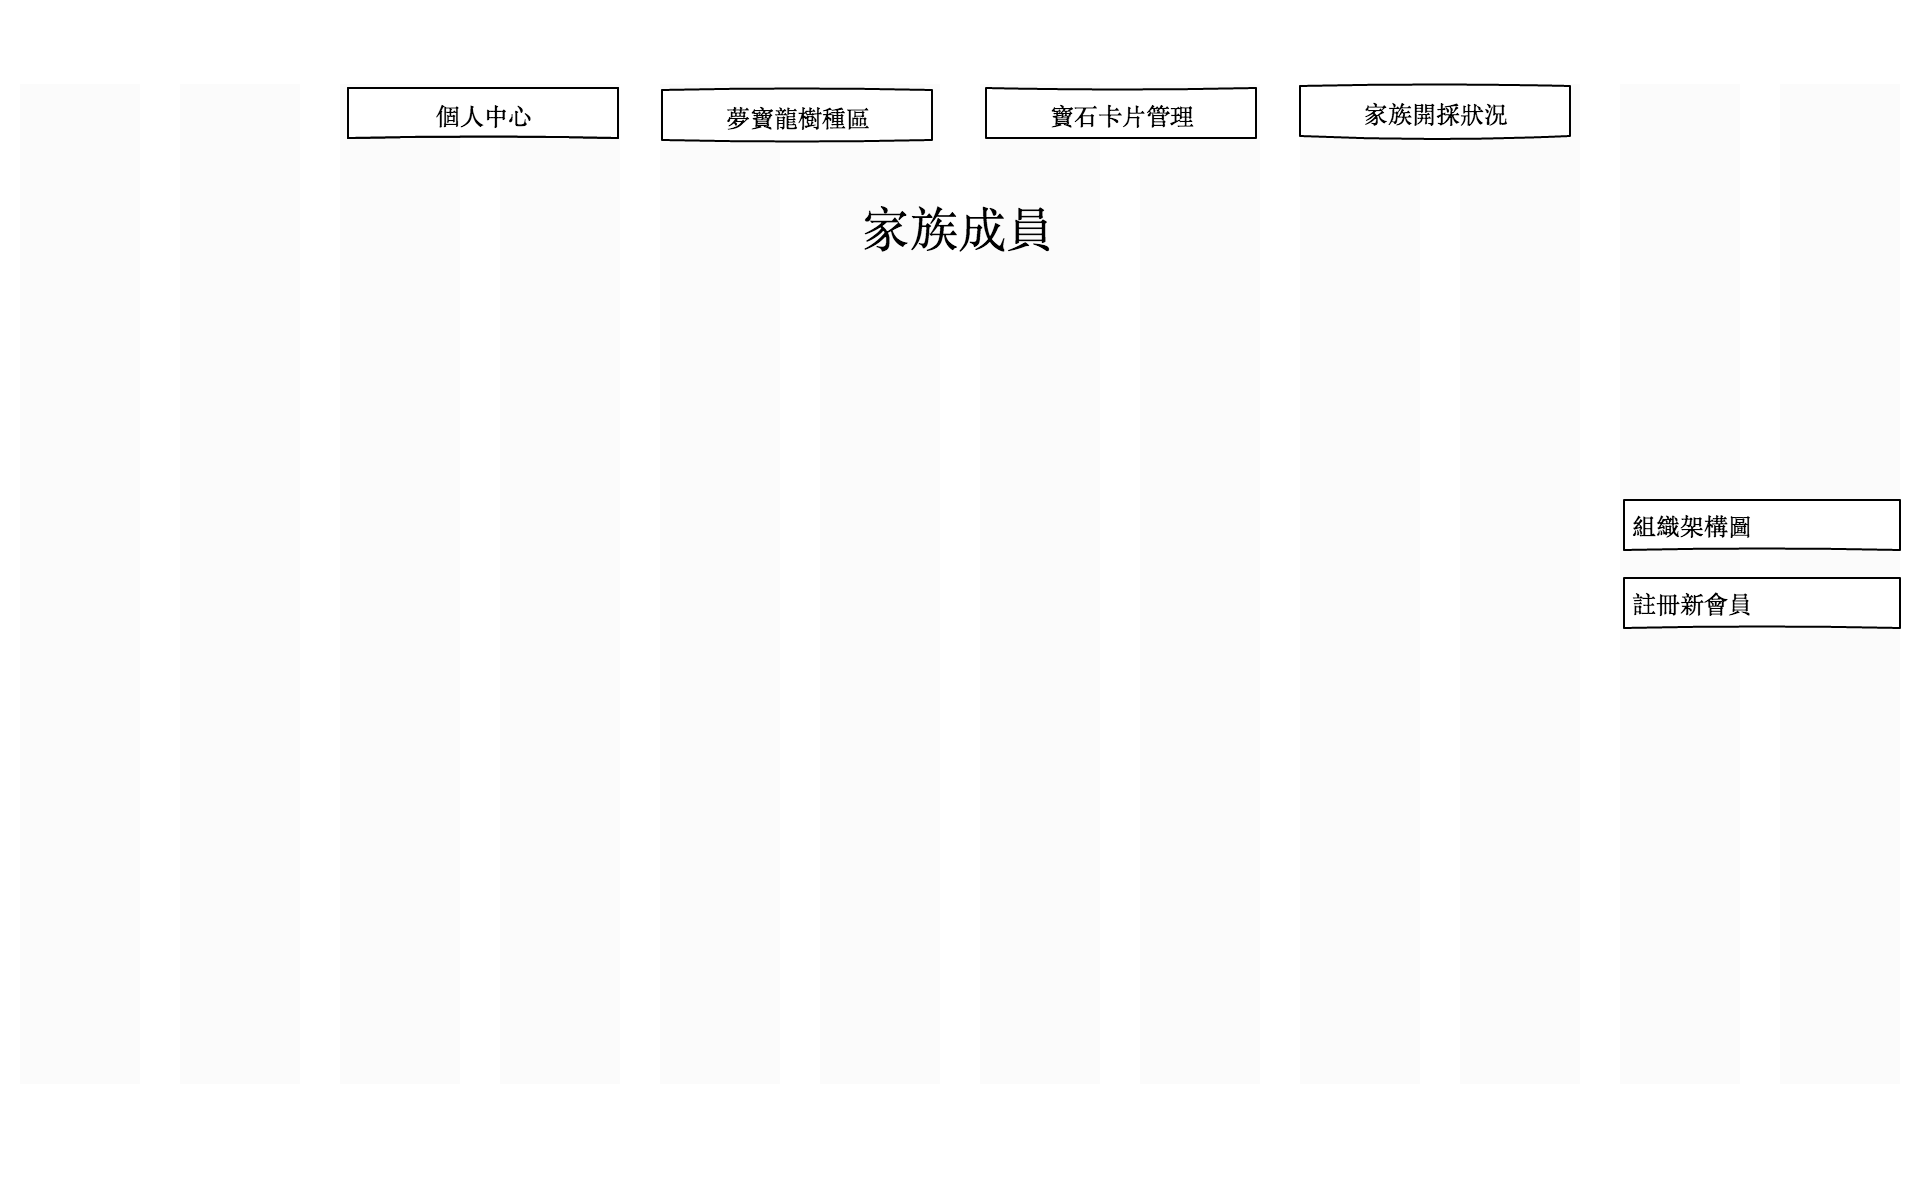 個人中心
夢寶龍樹種區
寶石卡片管理
家族開採狀況
家族成員
組織架構圖
註冊新會員